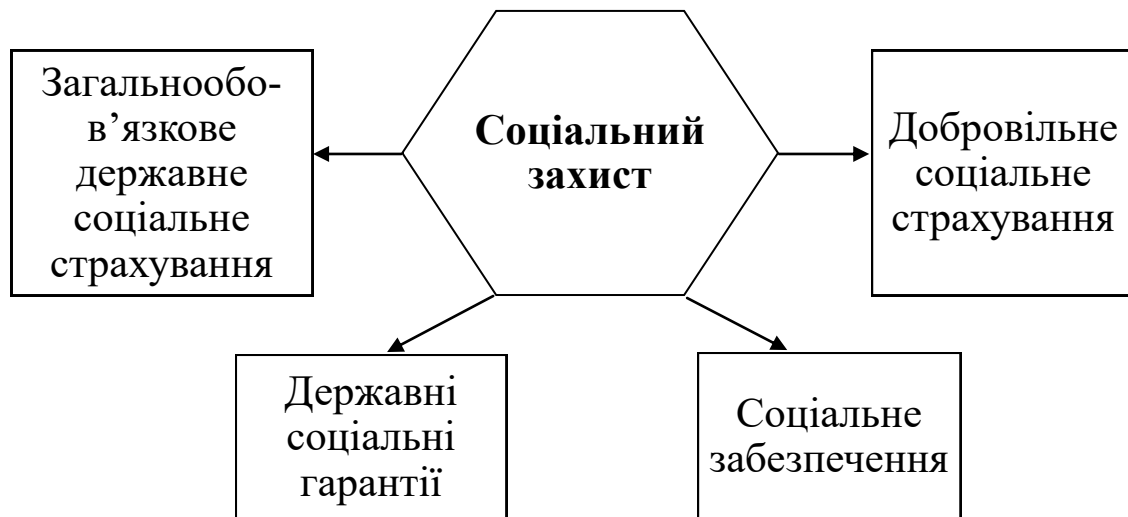 Загальнообо-
в’язкове
державне
соціальне
страхування
Соціальний
захист
Добровільне
соціальне
страхування
Державні
соціальні
гарантії
Соціальне
забезпечення